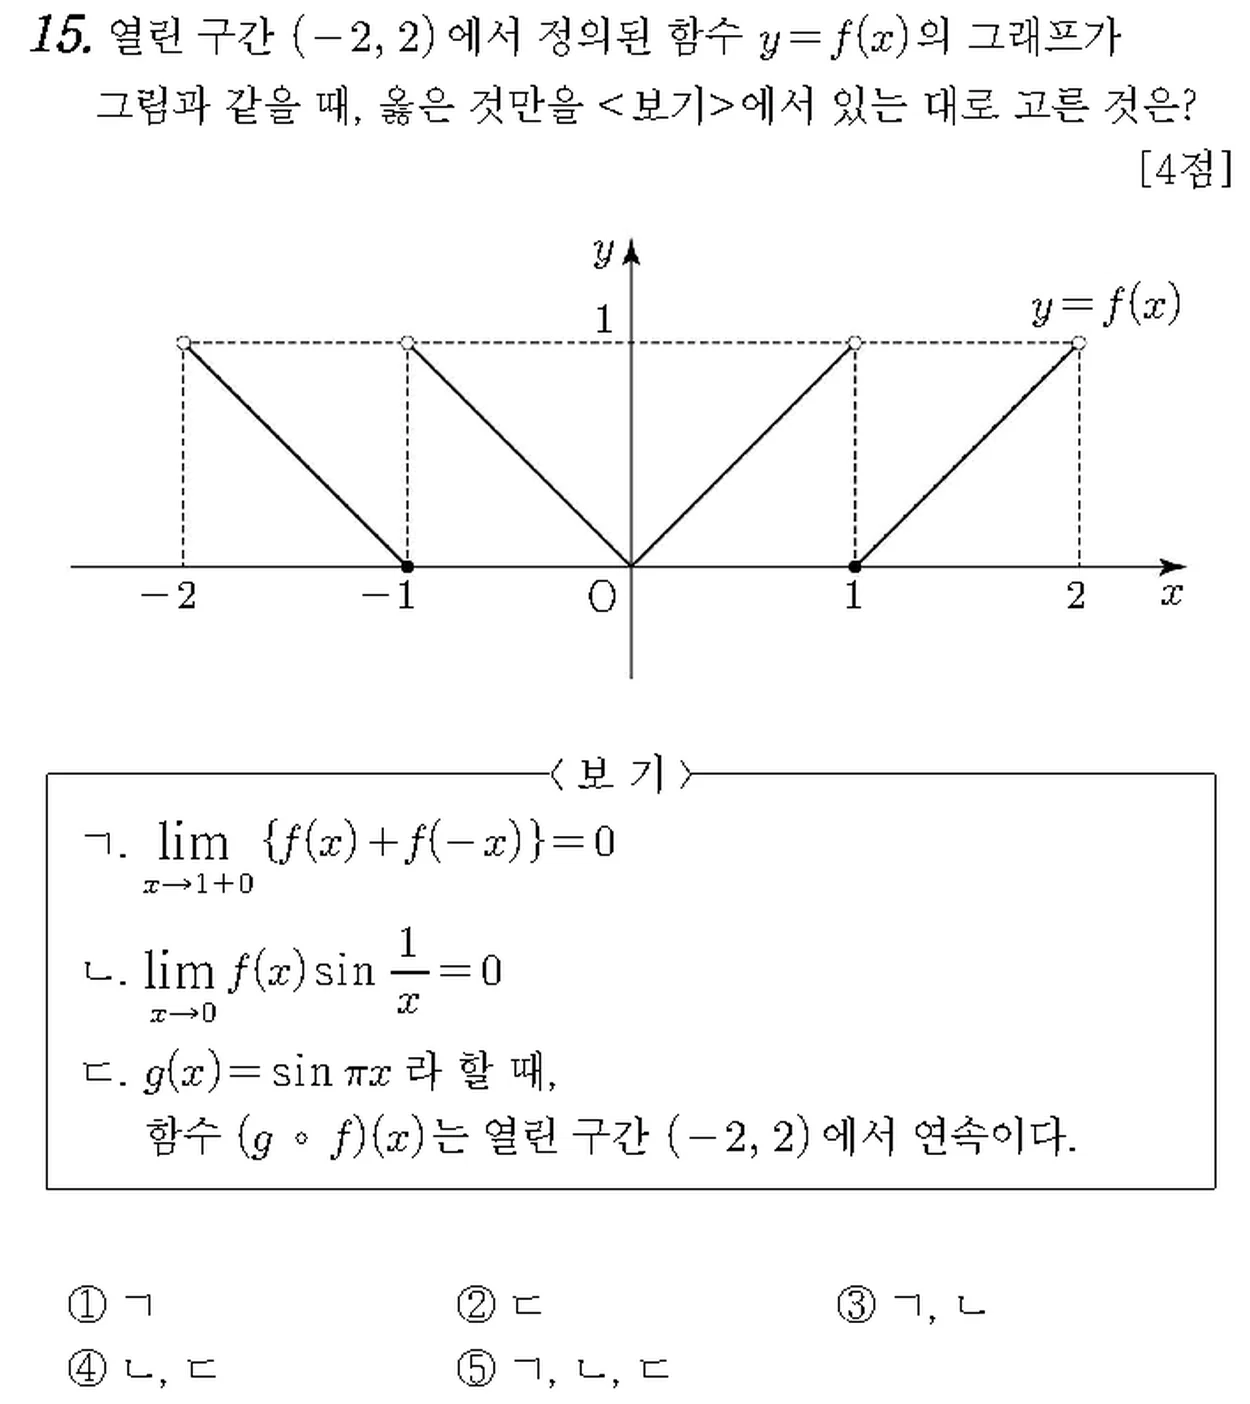 15. 열린 구간 (−2, 2)에서 정의된 함수 y=f(x)의 그래프가
그림과 같을 때, 옳은 것만을 <보기>에서 있는 대로 고른 것은?
[4점]
y
1
y=f(x)
−2 −1 O 1 2 x
<보 기>
ㄱ. lim {f(x)+f(−x)}=0
x→1+0
ㄴ. lim f(x) sin 1/x =0
x→0
ㄷ. g(x)=sin πx 라 할 때,
함수 (g ∘ f)(x)는 열린 구간 (−2, 2)에서 연속이다.
① ㄱ ② ㄷ ③ ㄱ, ㄴ
④ ㄴ, ㄷ ⑤ ㄱ, ㄴ, ㄷ